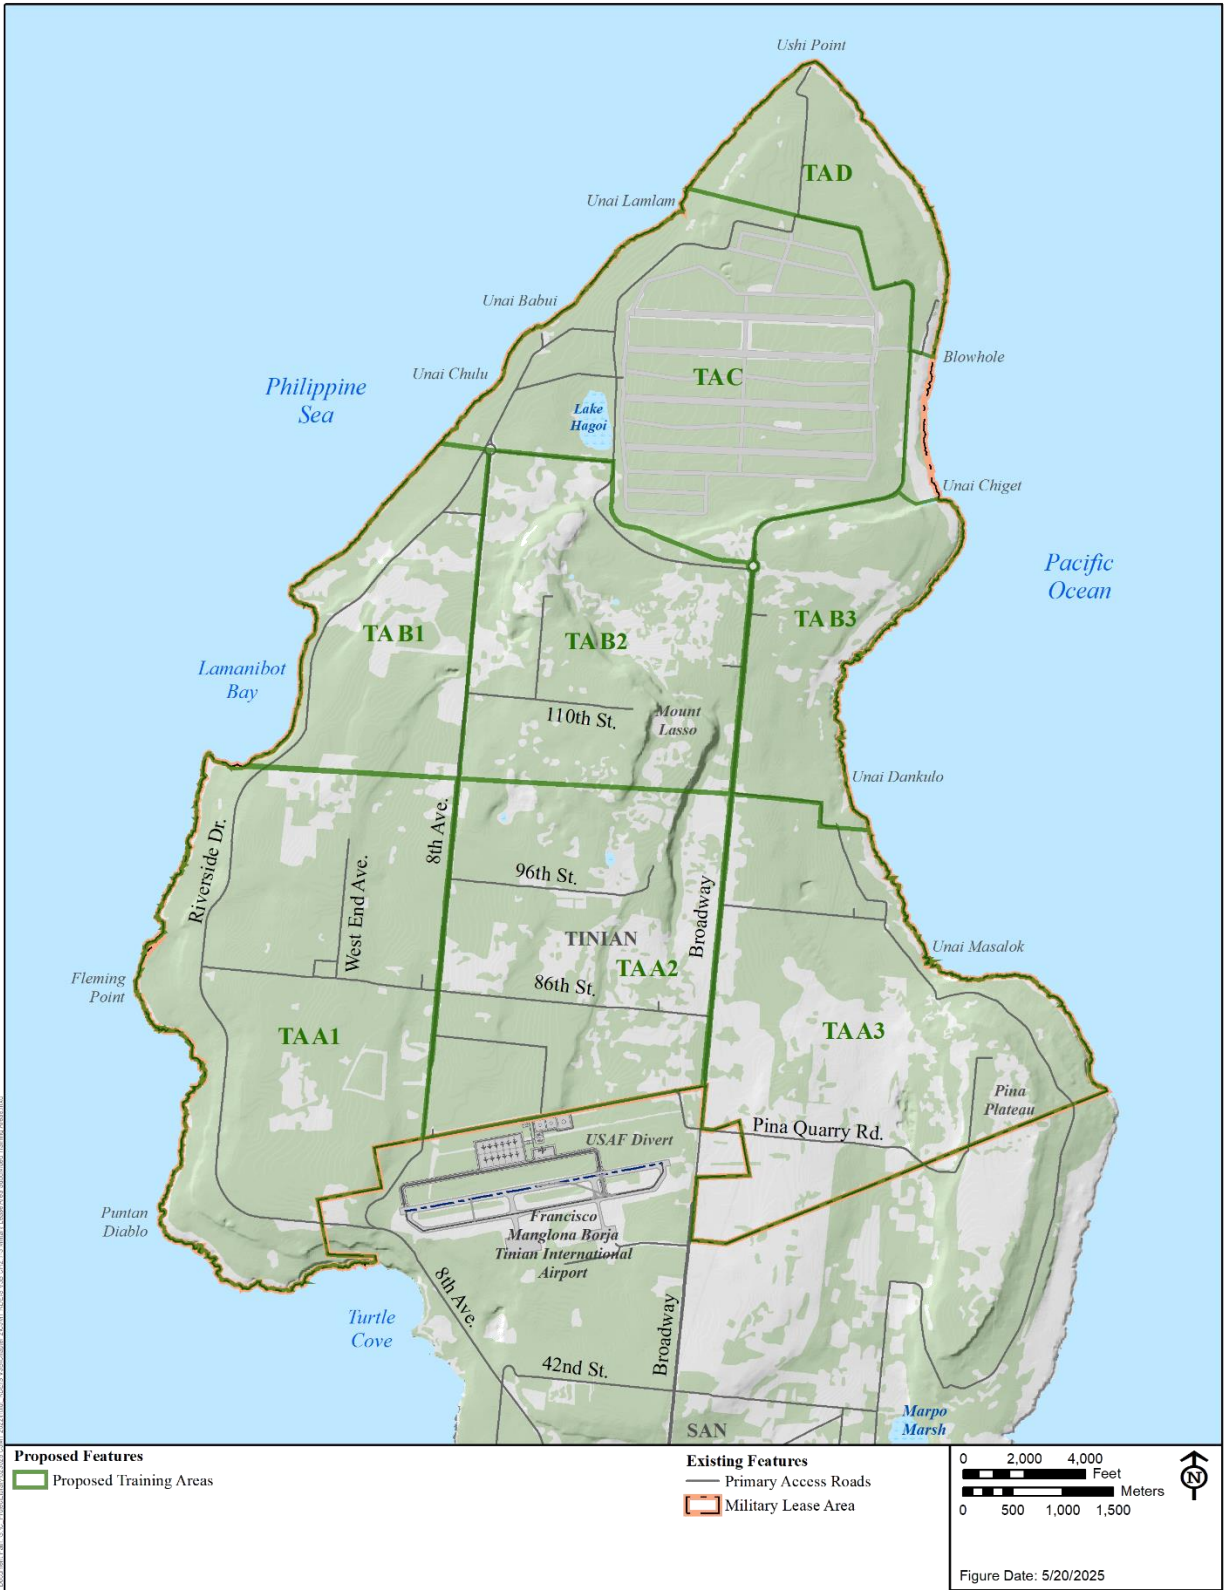 Ushi Point
TA D
Unai Lamlam
Unai Babui
Blowhole
Unai Chulu
TA C
Philippine
Sea
Lake
Hagoi
Unai Chiget
Pacific
Ocean
TA B1
TA B2
TA B3
Lamanibot
Bay
110th St.
Mount
Lasso
Unai Dankulo
8th Ave.
Riverside Dr.
West End Ave.
96th St.
Broadway
TINIAN
Unai Masalok
TA A2
Fleming
Point
86th St.
TA A1
TA A3
Pina
Plateau
Pina Quarry Rd.
USAF Divert
Puntan
Diablo
Francisco
Manglona Borja
Tinian International
Airport
8th Ave.
Turtle
Cove
Broadway
42nd St.
Marpo
Marsh
SAN
Proposed Features
Proposed Training Areas
Existing Features
Primary Access Roads
Military Lease Area
0 2,000 4,000
Feet
Meters
0 500 1,000 1,500
N
Figure Date: 5/20/2025